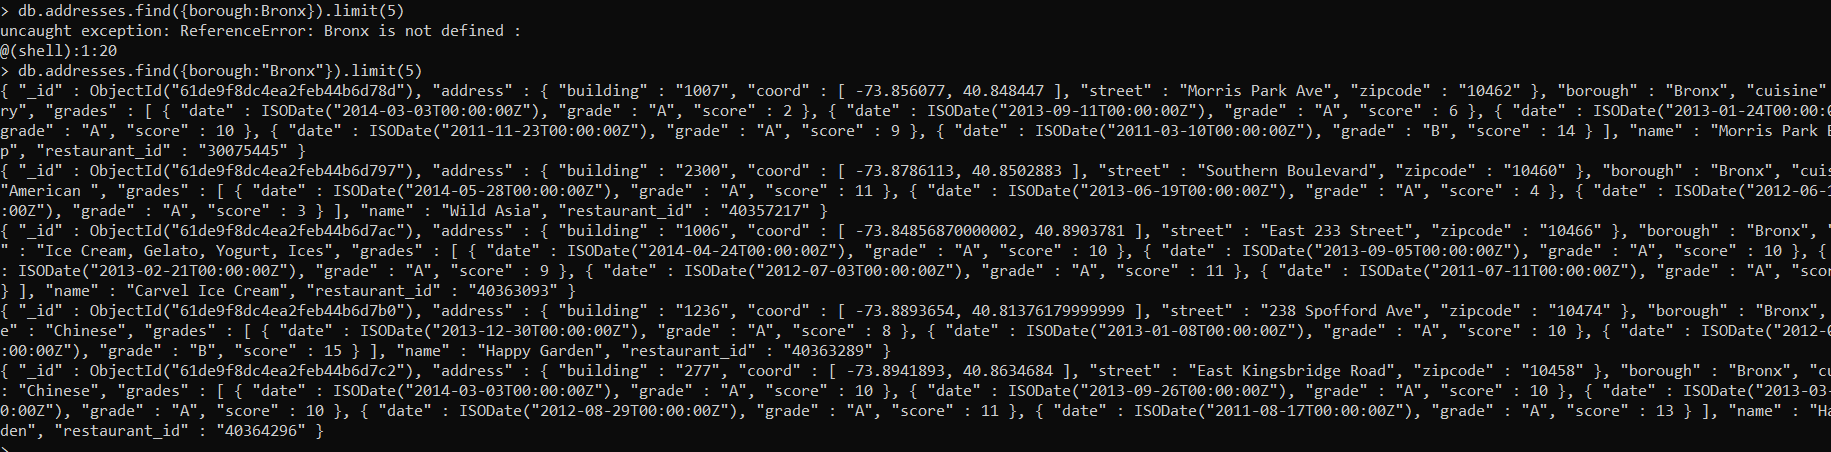 > db.addresses.find({borough:Bronx}).limit(5)
uncaught exception: ReferenceError: Bronx is not defined :
@(shell):1:20
> db.addresses.find({borough:"Bronx"}).limit(5)
{ "_id" : ObjectId("61de9f8dc4ea2feb44b6d78d"), "address" : { "building" : "1007", "coord" : [ -73.856077, 40.848447 ], "street" : "Morris Park Ave", "zipcode" : "10462" }, "borough" : "Bronx", "cuisine"
ry", "grades" : [ { "date" : ISODate("2014-03-03T00:00:00Z"), "grade" : "A", "score" : 2 }, { "date" : ISODate("2013-09-11T00:00:00Z"), "grade" : "A", "score" : 6 }, { "date" : ISODate("2013-01-24T00:00:0
grade" : "A", "score" : 10 }, { "date" : ISODate("2011-11-23T00:00:00Z"), "grade" : "A", "score" : 9 }, { "date" : ISODate("2011-03-10T00:00:00Z"), "grade" : "B", "score" : 14 } ], "name" : "Morris Park B
p", "restaurant_id" : "30075445" }
{ "_id" : ObjectId("61de9f8dc4ea2feb44b6d797"), "address" : { "building" : "2300", "coord" : [ -73.8786113, 40.8502883 ], "street" : "Southern Boulevard", "zipcode" : "10460" }, "borough" : "Bronx", "cuis
"American ", "grades" : [ { "date" : ISODate("2014-05-28T00:00:00Z"), "grade" : "A", "score" : 11 }, { "date" : ISODate("2013-06-19T00:00:00Z"), "grade" : "A", "score" : 4 }, { "date" : ISODate("2012-06-1
:00Z"), "grade" : "A", "score" : 3 } ], "name" : "Wild Asia", "restaurant_id" : "40357217" }
{ "_id" : ObjectId("61de9f8dc4ea2feb44b6d7ac"), "address" : { "building" : "1006", "coord" : [ -73.84856870000002, 40.8903781 ], "street" : "East 233 Street", "zipcode" : "10466" }, "borough" : "Bronx", "
" : "Ice Cream, Gelato, Yogurt, Ices", "grades" : [ { "date" : ISODate("2014-04-24T00:00:00Z"), "grade" : "A", "score" : 10 }, { "date" : ISODate("2013-09-05T00:00:00Z"), "grade" : "A", "score" : 10 }, {
: ISODate("2013-02-21T00:00:00Z"), "grade" : "A", "score" : 9 }, { "date" : ISODate("2012-07-03T00:00:00Z"), "grade" : "A", "score" : 11 }, { "date" : ISODate("2011-07-11T00:00:00Z"), "grade" : "A", "scor
} ], "name" : "Carvel Ice Cream", "restaurant_id" : "40363093" }
{ "_id" : ObjectId("61de9f8dc4ea2feb44b6d7b0"), "address" : { "building" : "1236", "coord" : [ -73.8893654, 40.81376179999999 ], "street" : "238 Spofford Ave", "zipcode" : "10474" }, "borough" : "Bronx",
e" : "Chinese", "grades" : [ { "date" : ISODate("2013-12-30T00:00:00Z"), "grade" : "A", "score" : 8 }, { "date" : ISODate("2013-01-08T00:00:00Z"), "grade" : "A", "score" : 10 }, { "date" : ISODate("2012-0
:00:00Z"), "grade" : "B", "score" : 15 } ], "name" : "Happy Garden", "restaurant_id" : "40363289" }
{ "_id" : ObjectId("61de9f8dc4ea2feb44b6d7c2"), "address" : { "building" : "277", "coord" : [ -73.8941893, 40.8634684 ], "street" : "East Kingsbridge Road", "zipcode" : "10458" }, "borough" : "Bronx", "cu
: "Chinese", "grades" : [ { "date" : ISODate("2014-03-03T00:00:00Z"), "grade" : "A", "score" : 10 }, { "date" : ISODate("2013-09-26T00:00:00Z"), "grade" : "A", "score" : 10 }, { "date" : ISODate("2013-03-
0:00Z"), "grade" : "A", "score" : 10 }, { "date" : ISODate("2012-08-29T00:00:00Z"), "grade" : "A", "score" : 11 }, { "date" : ISODate("2011-08-17T00:00:00Z"), "grade" : "A", "score" : 13 } ], "name" : "Ha
den", "restaurant_id" : "40364296" }
>